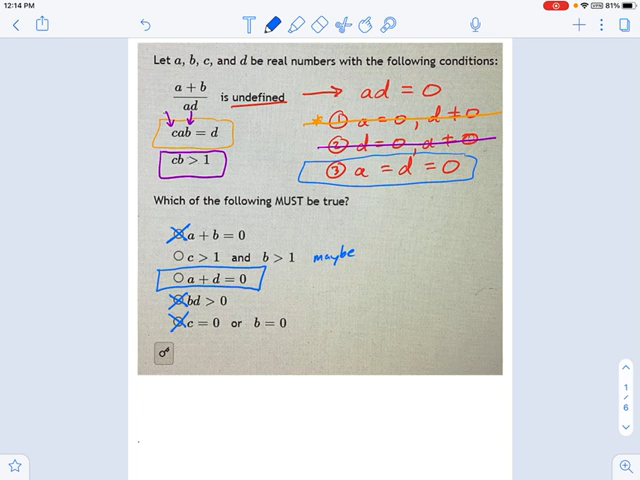 12:14 PM
VPN 81%
T
Let a, b, c, and d be real numbers with the following conditions:
a + b
ad
is undefined
→ ad = 0
cab = d
* ① a = 0, d ≠ 0
② d = 0, a ≠ 0
cb > 1
③ a = d = 0
Which of the following MUST be true?
a + b = 0
c > 1 and b > 1 maybe
a + d = 0
bd > 0
c = 0 or b = 0
1
/
6